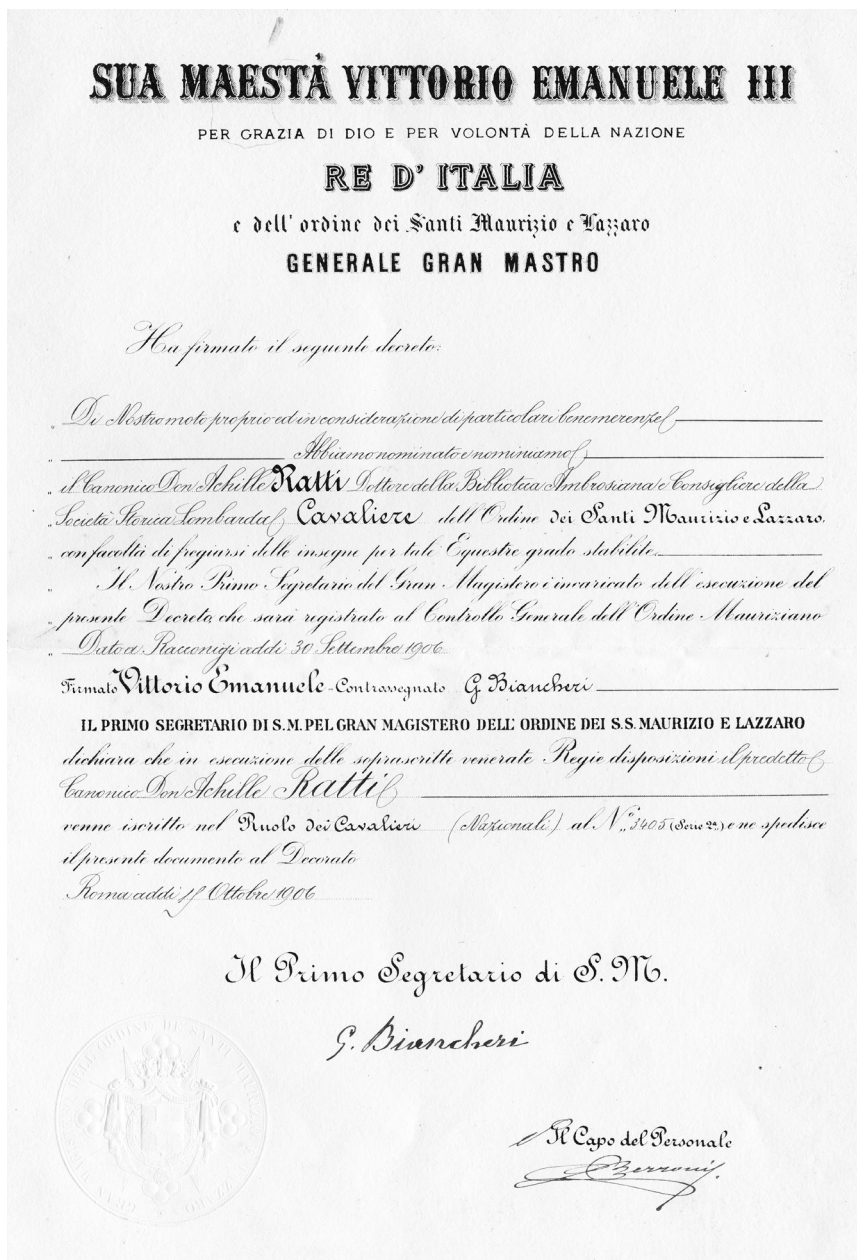 SUA MAESTÀ VITTORIO EMANUELE III
PER GRAZIA DI DIO E PER VOLONTÀ DELLA NAZIONE
RE D' ITALIA
e dell' ordine dei Santi Maurizio e Lazzaro
GENERALE GRAN MASTRO
Ha firmato il seguente decreto:
„ Di Nostro moto proprio ed in considerazione di particolari benemerenze
„ Abbiamo nominato e nominiamo
„ il Canonico Don Achille Ratti Dottore della Biblioteca Ambrosiana e Consigliere della
„ Società Storica Lombarda Cavaliere dell'Ordine dei Santi Maurizio e Lazzaro,
„ con facoltà di fregiarsi delle insegne per tale Equestre grado stabilite.
„ Il Nostro Primo Segretario del Gran Magistero è incaricato dell'esecuzione del
„ presente Decreto, che sarà registrato al Controllo Generale dell'Ordine Mauriziano
„ Dato a Racconigi addì 30 Settembre 1906
Firmato Vittorio Emanuele - Contrassegnato G. Biancheri
IL PRIMO SEGRETARIO DI S. M. PEL GRAN MAGISTERO DELL' ORDINE DEI S.S. MAURIZIO E LAZZARO
dichiara che in esecuzione delle soprascritte venerate Regie disposizioni il predetto
Canonico Don Achille Ratti
venne iscritto nel Ruolo dei Cavalieri (Nazionali) al N.° 3405 (Serie 2ª) e ne spedisce
il presente documento al Decorato
Roma addì Ottobre 1906
Il Primo Segretario di S. M.
G. Biancheri
Il Capo del Personale